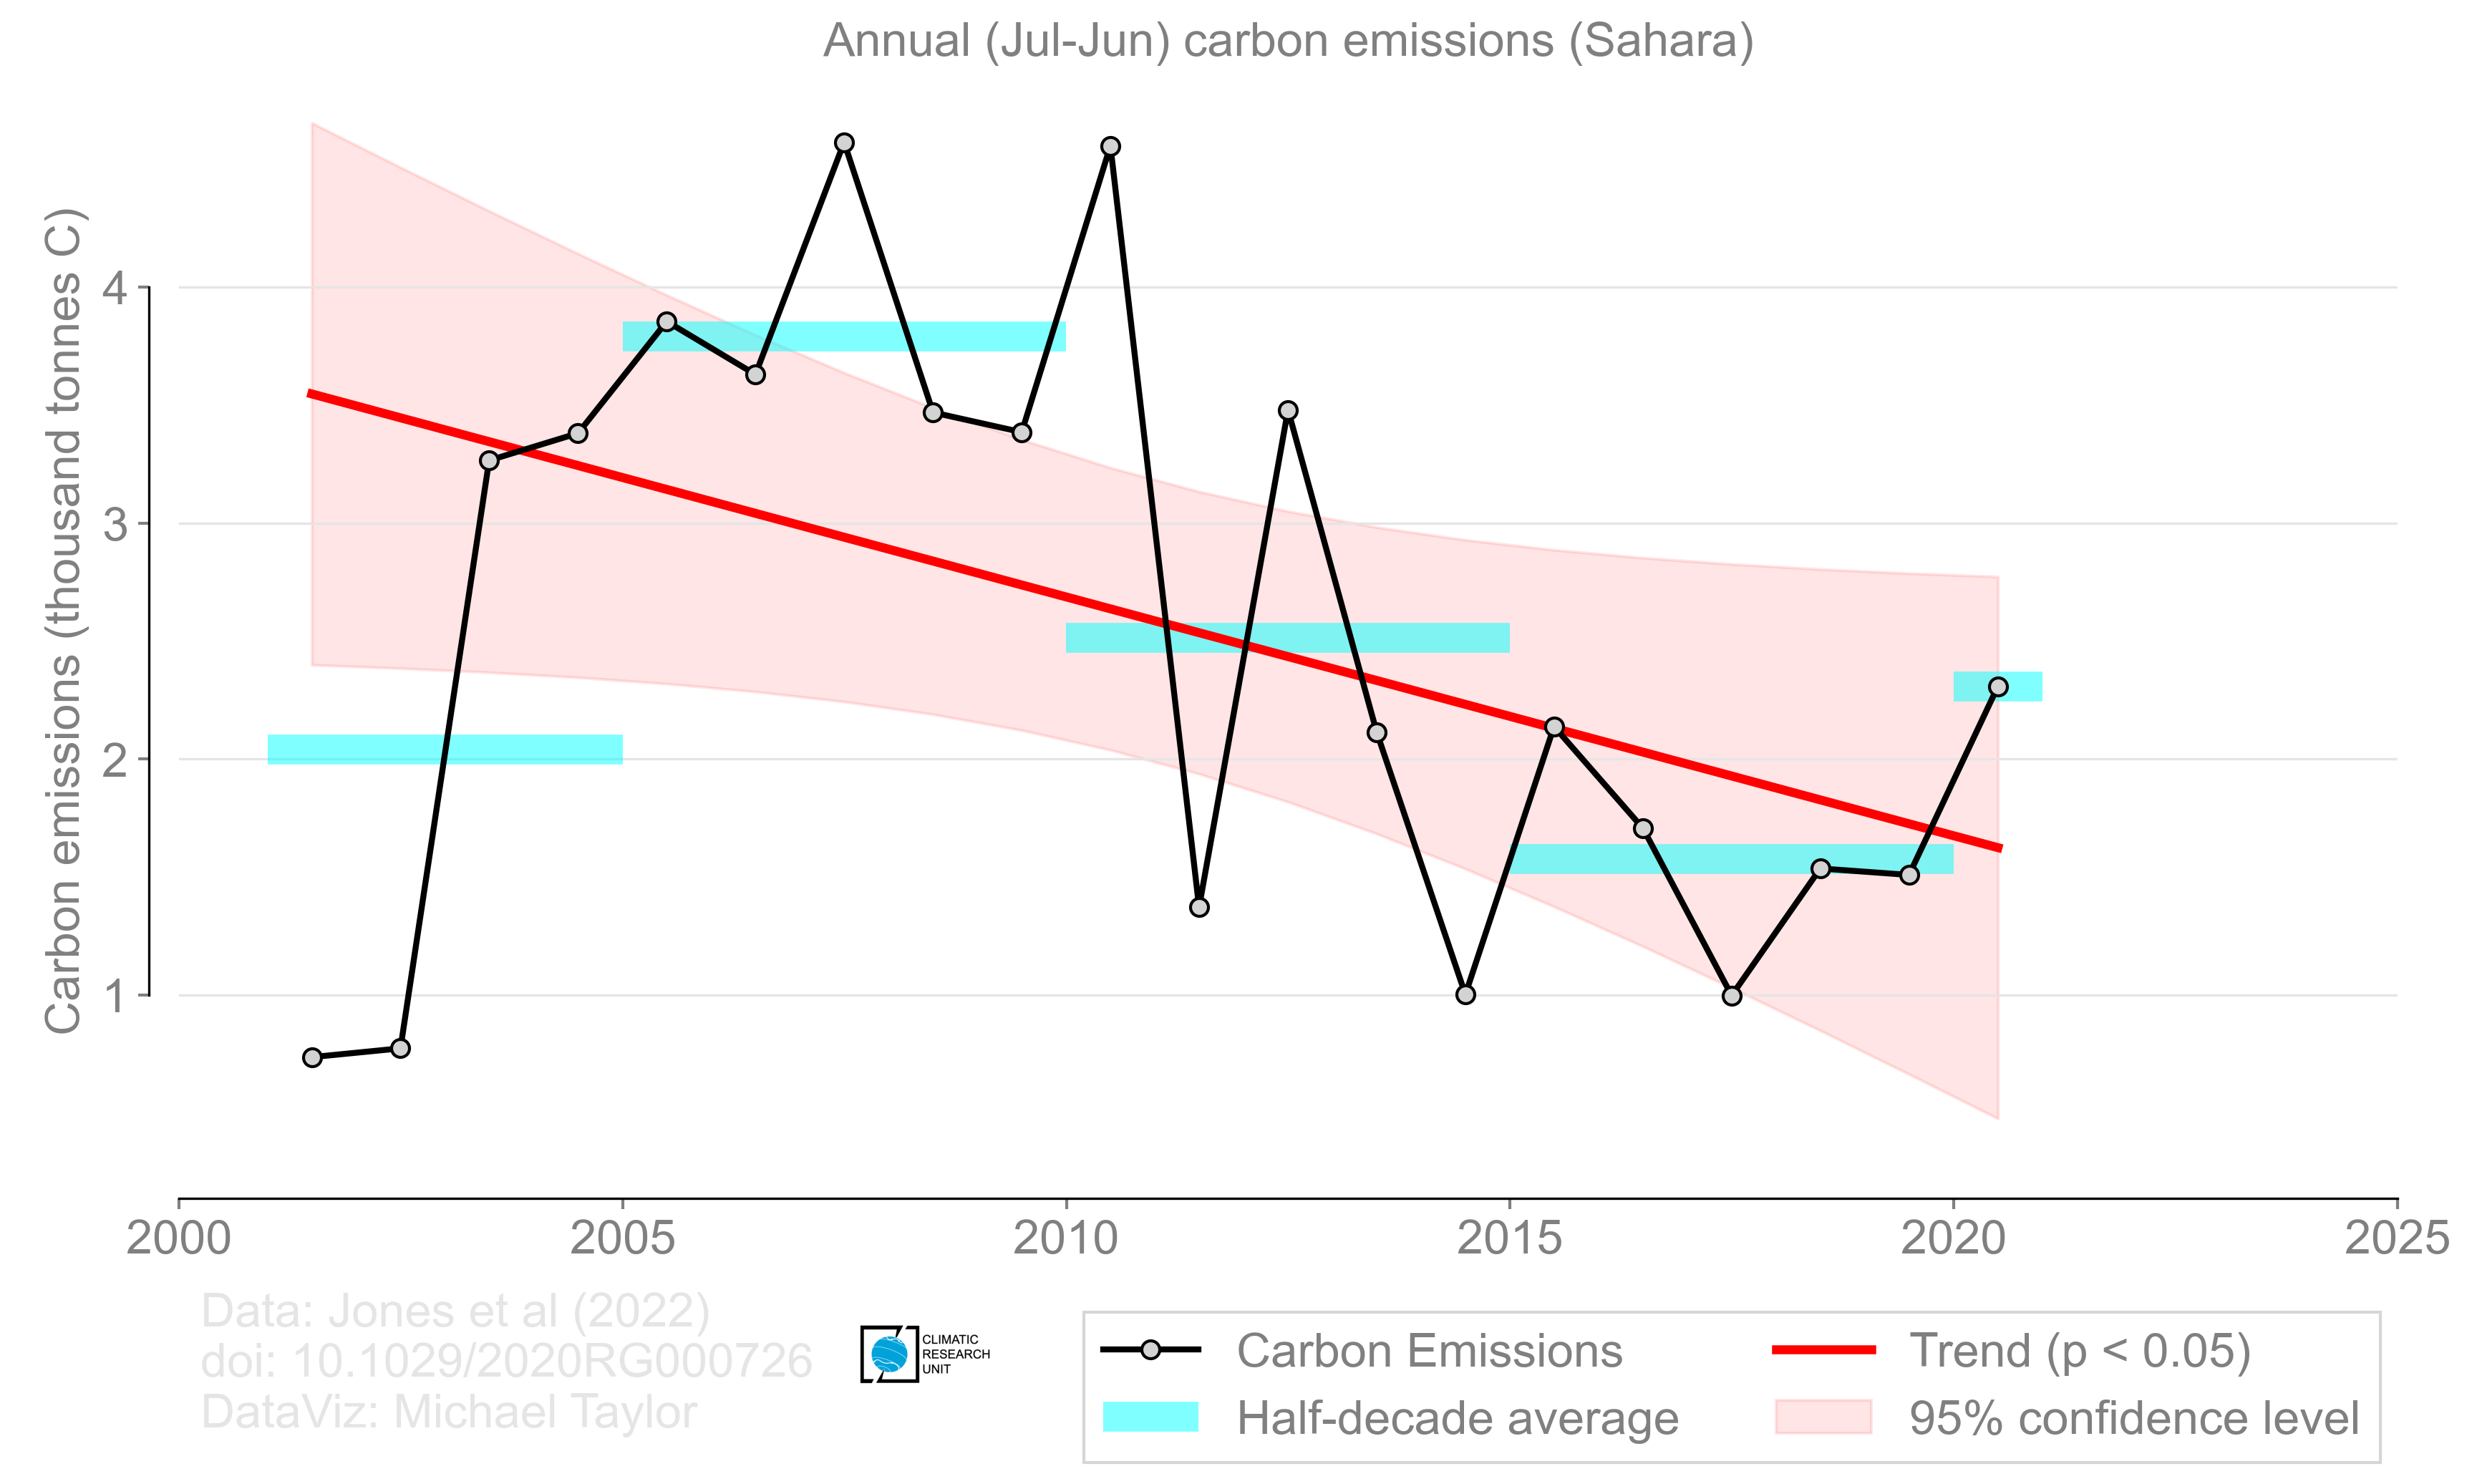 Annual (Jul-Jun) carbon emissions (Sahara)
Carbon emissions (thousand tonnes C)
4
3
2
1
2000 2005 2010 2015 2020 2025
Data: Jones et al (2022)
doi: 10.1029/2020RG000726
DataViz: Michael Taylor
CLIMATIC
RESEARCH
UNIT
Carbon Emissions
Half-decade average
Trend (p < 0.05)
95% confidence level